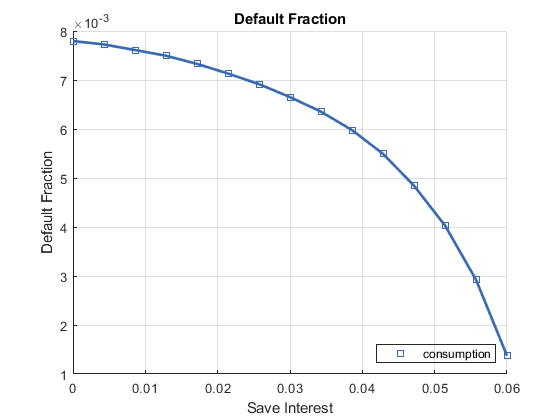 Default Fraction
×10-3
8
7
6
5
4
3
2
1
Default Fraction
consumption
0 0.01 0.02 0.03 0.04 0.05 0.06
Save Interest